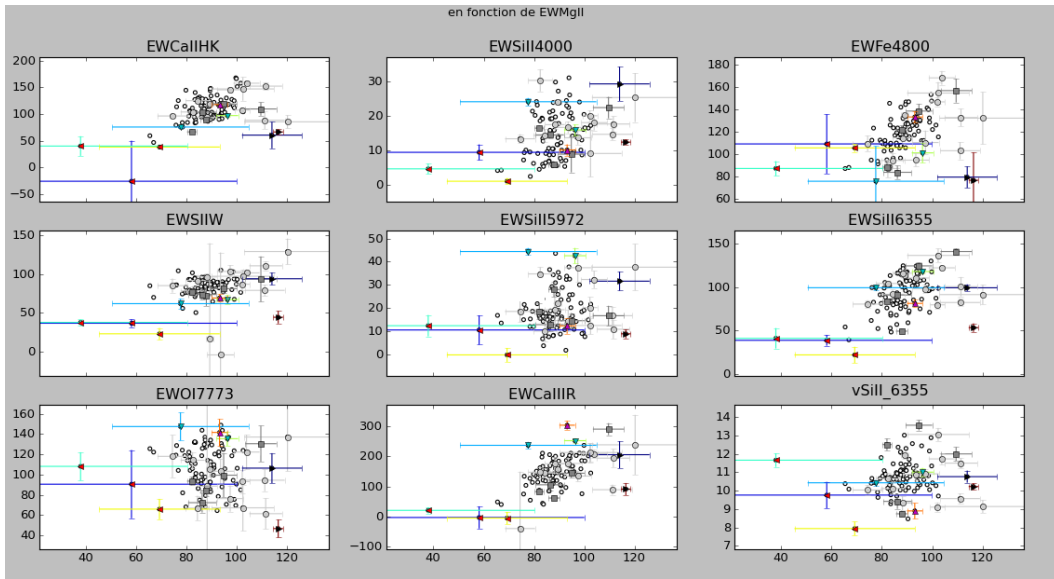 en fonction de EWMgII
EWCaIIHK EWSiII4000 EWFe4800
200 150 100 50 0 −50
30 20 10 0
180 160 140 120 100 80 60
EWSIIW EWSiII5972 EWSiII6355
150 100 50 0
50 40 30 20 10 0
150 100 50 0
EWOI7773 EWCaIIIR vSiII_6355
160 140 120 100 80 60 40
300 200 100 0 −100
14 13 12 11 10 9 8 7
40 60 80 100 120 40 60 80 100 120 40 60 80 100 120